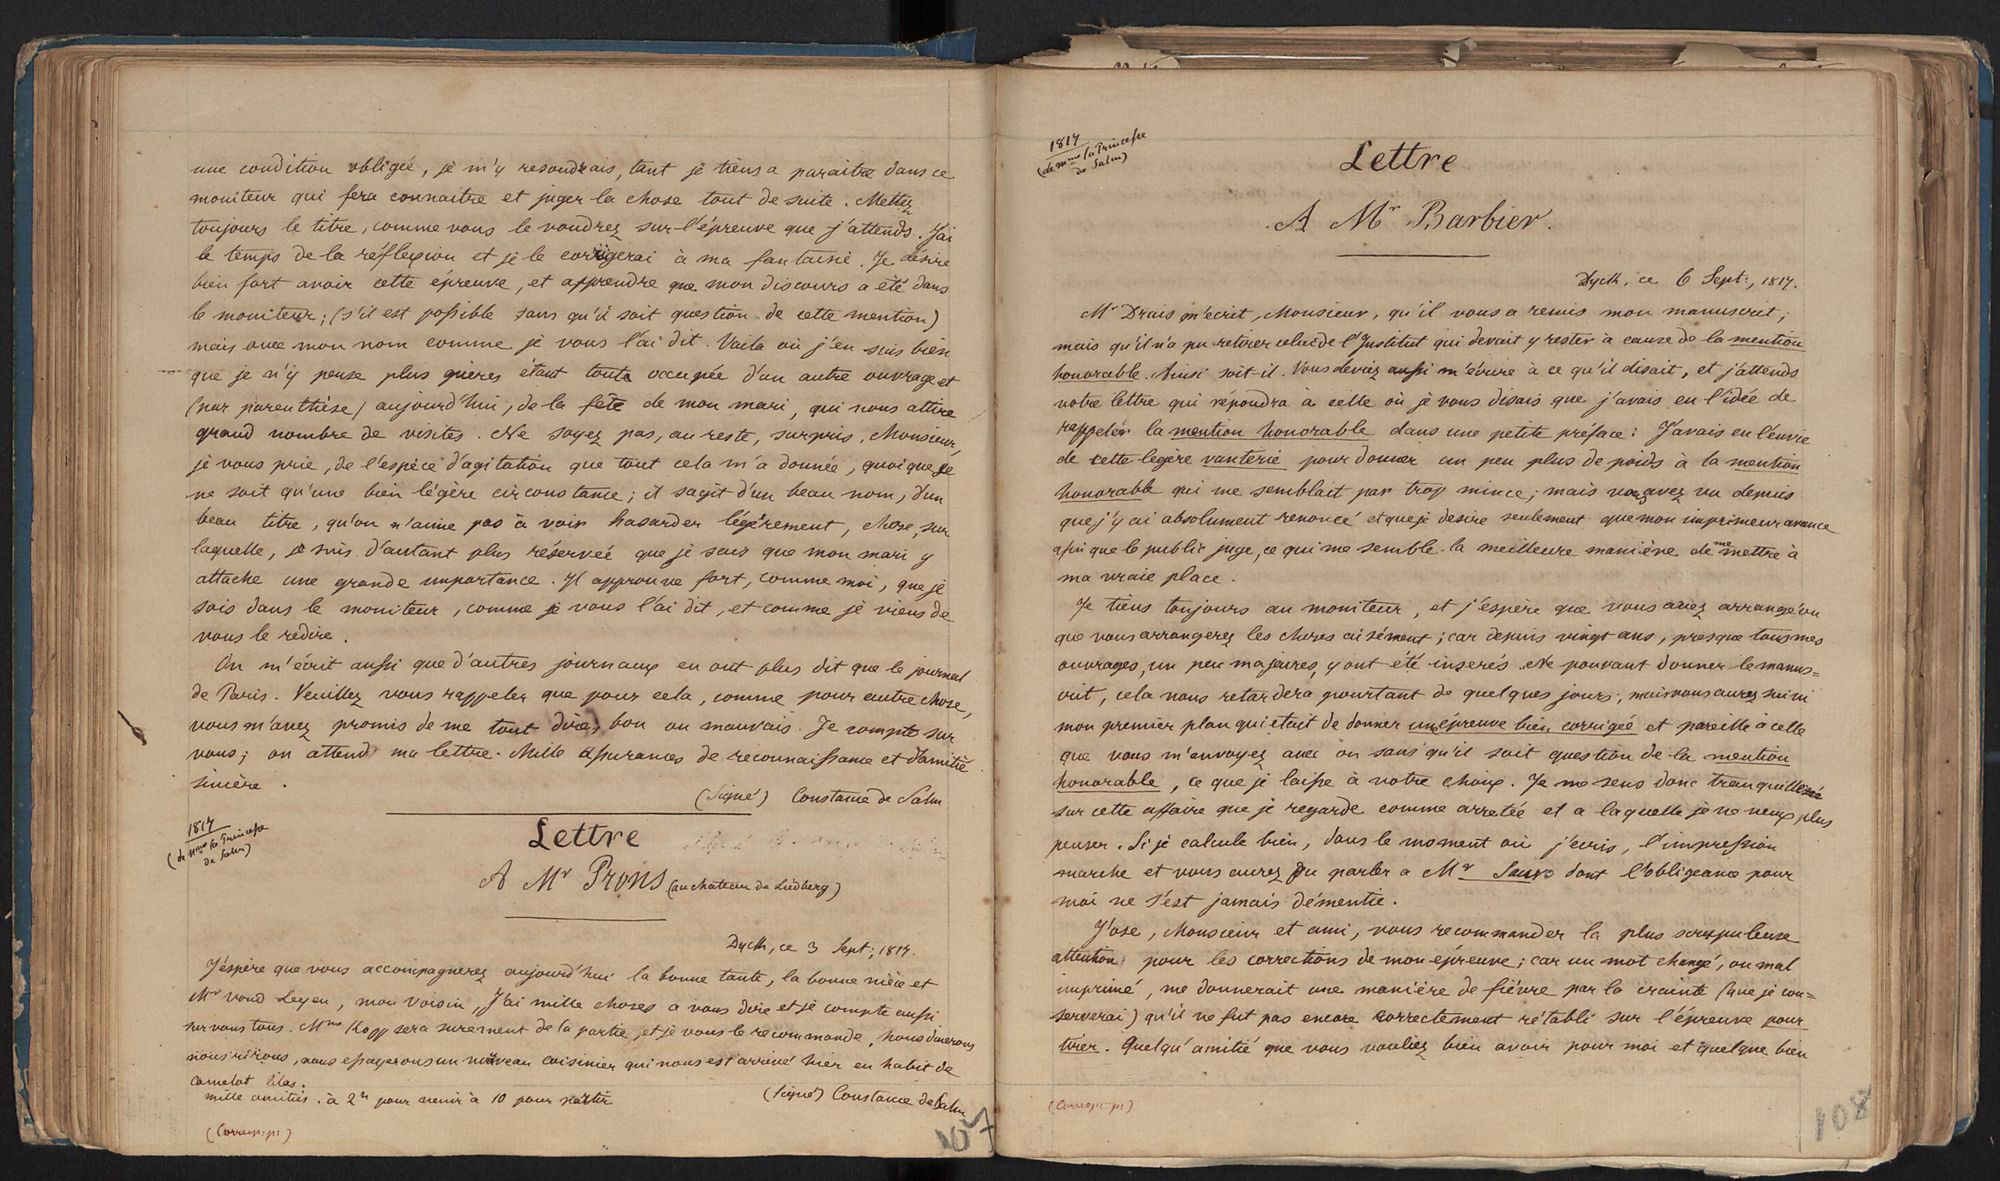 une condition obligée, je m'y resoudrais, tant je tiens a paraitre dans ce
moniteur qui fera connaitre et juger la chose tout de suite. Mettez
toujours le titre, comme vous le voudrez sur l'épreuve que j'attends. J'ai
le temps de la réflexion et je le corrigerai à ma fantaisie. Je désire
bien fort avoir cette épreuve, et apprendre que mon discours a été dans
le moniteur; (s'il est possible sans qu'il soit question de cette mention)
mais avec mon nom comme je vous l'ai dit. Voila où j'en suis bien
que je n'y pense plus guères étant toute occupée d'un autre ouvrage et
(par parenthèse) aujourd'hui, de la fête de mon mari, qui nous attire
grand nombre de visites. Ne soyez pas, au reste, surpris, Monsieur,
je vous prie, de l'espèce d'agitation que tout cela m'a donnée, quoique ce
ne soit qu'une bien légère circonstance; il sagit d'un beau nom, d'un
beau titre, qu'on n'aime pas à voir hasarder légèrement, chose, sur
laquelle, je suis d'autant plus réservée que je sais que mon mari y
attache une grande importance. Il approuve fort, comme moi, que je
sois dans le moniteur, comme je vous l'ai dit, et comme je viens de
vous le redire.
On m'écrit aussi que d'autres journaux en ont plus dit que le journal
de Paris. Veuillez vous rappeler que pour cela, comme pour autre chose,
vous m'avez promis de me tout dire, bon ou mauvais. Je compte sur
vous; on attend ma lettre. Mille assurances de reconnaissance et d'amitié
sincère.
(Signé) Constance de Salm
1817
(de Mme la Princesse
de Salm)
Lettre
A Mr Prons (au chateau de Liedberg)
Dyck, ce 3 Sept; 1817.
J'espère que vous accompagnerez aujourd'hui la bonne tante, la bonne nièce et
Mr vond Leyen, mon voisin, J'ai mille choses a vous dire et je compte aussi
sur vous tous. Mme Kopp sera surement de la partie, et je vous le recommande, nous dinerons
nous rirons, nous essayerons un nouveau cuisinier qui nous est arrivé hier en habit de
camelot lilas.
mille amitiés. à 2h pour venir à 10 pour partir
(Signé) Constance de Salm
(Corresp: pr)
107
1817
(de Mme la Princesse
de Salm)
Lettre
A Mr Barbier.
Dyck, ce 6 Sept:, 1817.
Mr Drais m'écrit, Monsieur, qu'il vous a remis mon manuscrit;
mais qu'il n'a pu retirer celui de l'Institut qui devait y rester à cause de la mention
honorable. Ainsi soit-il. Vous deviez aussi m'écrire à ce qu'il disait, et j'attends
votre lettre qui repondra à celle où je vous disais que j'avais eu l'idée de
rappeler la mention honorable dans une petite préface: J'avais eu l'envie
de cette légère vanterie pour donner un peu plus de poids à la mention
honorable qui me semblait par trop mince; mais vous avez vu depuis
que j'y ai absolument renoncé et que je desire seulement que mon imprimeur avance
afin que le public juge, ce qui me semble la meilleure manière de me mettre à
ma vraie place.
Je tiens toujours au moniteur, et j'espère que vous avez arrangé ou
que vous arrangerez les choses aisément; car depuis vingt ans, presque tous mes
ouvrages, un peu majeures, y ont été inserés. Ne pouvant donner le manus=
crit, cela nous retardera pourtant de quelques jours; mais vous aurez suivi
mon premier plan qui était de donner une épreuve bien corrigée et pareille à celle
que vous m'envoyez avec ou sans qu'il soit question de la mention
honorable, ce que je laisse à votre choix. Je me sens donc tranquillisée
sur cette affaire que je regarde comme arretée et a laquelle je ne veux plus
penser. Si je calcule bien, dans le moment où j'écris, l'impression
marche et vous aurez pu parler a Mr Sauvo dont l'obligeance pour
moi ne s'est jamais démentie.
J'ose, Monsieur et ami, vous recommander la plus scrupuleuse
attention pour les corrections de mon épreuve; car un mot changé, ou mal
imprimé, me donnerait une manière de fièvre par la crainte (que je con=
serverai) qu'il ne fut pas encore correctement rétabli sur l'épreuve pour
tirer. Quelqu'amitié que vous vouliez bien avoir pour moi et quelque bien
(Corresp: pr)
108